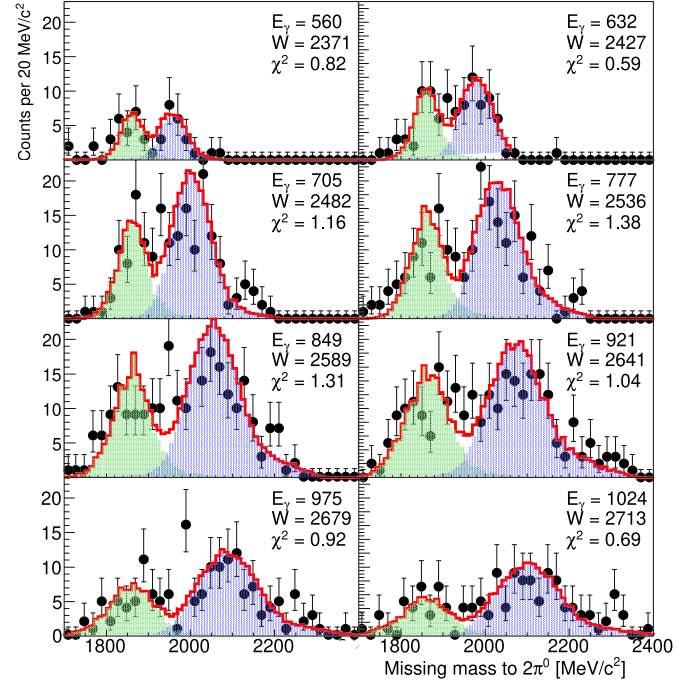 Counts per 20 MeV/c²
20
15
10
5
0
E_γ = 560
W = 2371
χ² = 0.82
E_γ = 632
W = 2427
χ² = 0.59
20
15
10
5
E_γ = 705
W = 2482
χ² = 1.16
E_γ = 777
W = 2536
χ² = 1.38
20
15
10
5
E_γ = 849
W = 2589
χ² = 1.31
E_γ = 921
W = 2641
χ² = 1.04
20
15
10
5
0
E_γ = 975
W = 2679
χ² = 0.92
E_γ = 1024
W = 2713
χ² = 0.69
1800 2000 2200 1800 2000 2200 2400
Missing mass to 2π⁰ [MeV/c²]